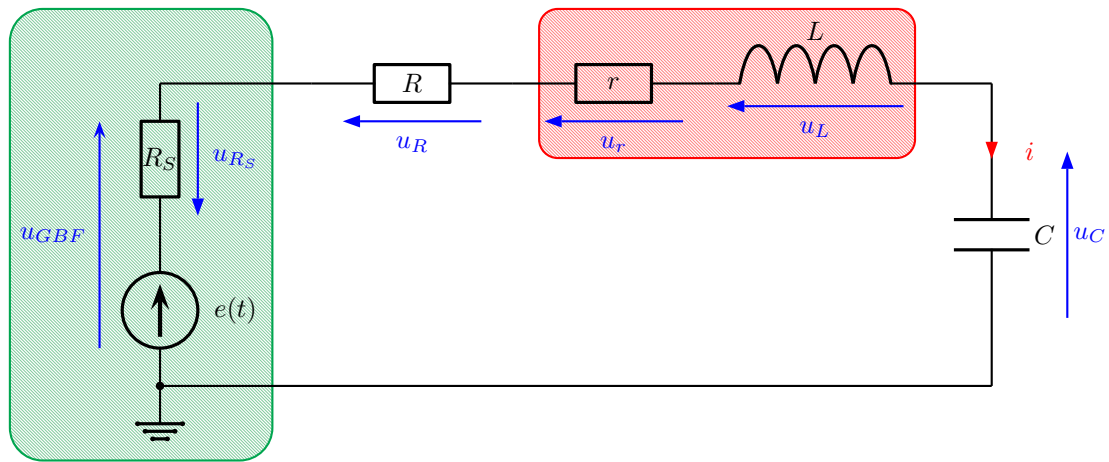 L
R
r
u_R
u_r
u_L
R_S
u_{R_S}
i
u_{GBF}
C
u_C
e(t)